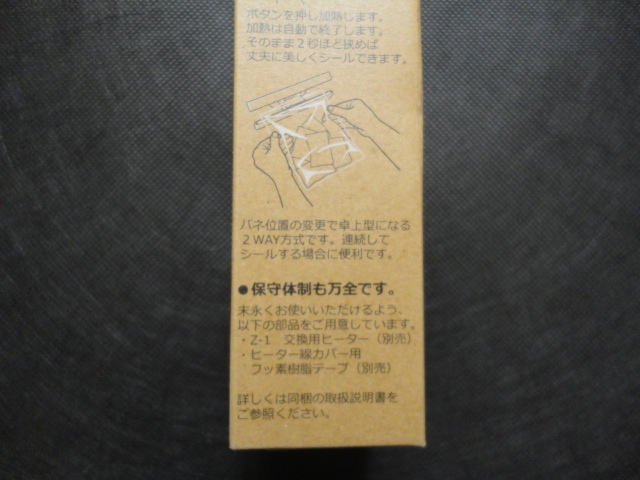 ボタンを押し加熱します。
加熱は自動で終了します。
そのまま2秒ほど挟めば
丈夫に美しくシールできます。
バネ位置の変更で卓上型になる
2WAY方式です。連続して
シールする場合に便利です。
●保守体制も万全です。
末永くお使いいただけるよう、
以下の部品をご用意しています。
・Z-1 交換用ヒーター（別売）
・ヒーター線カバー用
フッ素樹脂テープ（別売）
詳しくは同梱の取扱説明書を
ご参照ください。